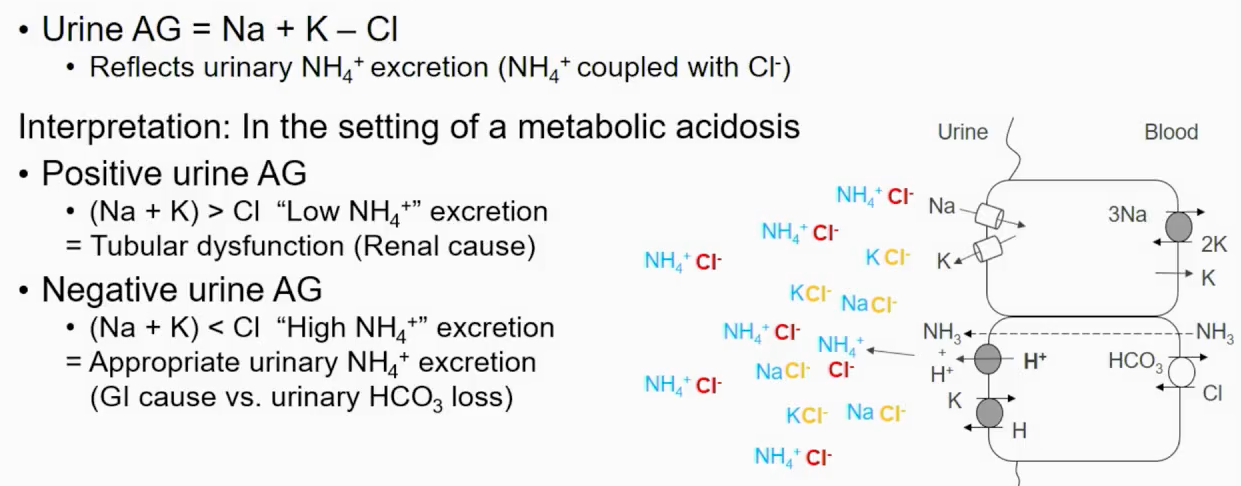 • Urine AG = Na + K – Cl
• Reflects urinary NH₄⁺ excretion (NH₄⁺ coupled with Cl⁻)
Interpretation: In the setting of a metabolic acidosis
• Positive urine AG
• (Na + K) > Cl “Low NH₄⁺” excretion
= Tubular dysfunction (Renal cause)
• Negative urine AG
• (Na + K) < Cl “High NH₄⁺” excretion
= Appropriate urinary NH₄⁺ excretion
(GI cause vs. urinary HCO₃ loss)
Urine Blood
NH₄⁺ Cl⁻
NH₄⁺ Cl⁻
NH₄⁺ Cl⁻
K Cl⁻
K Cl⁻
Na Cl⁻
NH₄⁺ Cl⁻
NH₄⁺
Cl⁻
Na Cl⁻
NH₄⁺ Cl⁻
K Cl⁻
Na Cl⁻
NH₄⁺ Cl⁻
Na
K
3Na
2K
K
NH₃
NH₃
+
H⁺
H⁺
HCO₃
Cl
K
H